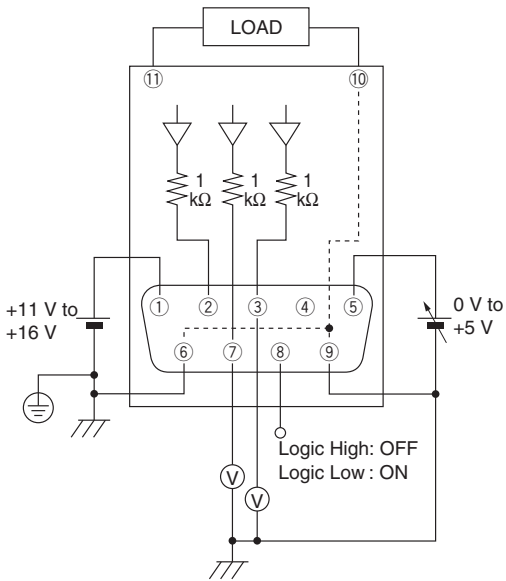 LOAD
⑪ ⑩
1 kΩ
1 kΩ
1 kΩ
① ② ③ ④ ⑤
+11 V to
+16 V
0 V to
+5 V
⑥ ⑦ ⑧ ⑨
Logic High: OFF
Logic Low : ON
V
V